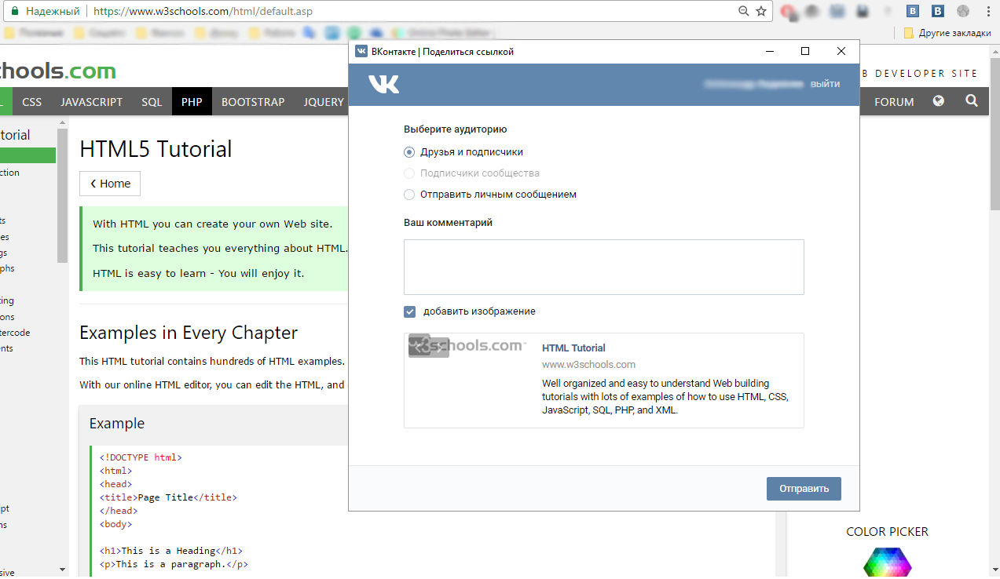 Надежный
https://www.w3schools.com/html/default.asp
Другие закладки
hools.com
B DEVELOPER SITE
CSS JAVASCRIPT SQL PHP BOOTSTRAP JQUERY
FORUM
torial
ction
ts
es
gs
phs
ing
ons
tercode
ents
pt
ns
sive
HTML5 Tutorial
‹ Home
With HTML you can create your own Web site.
This tutorial teaches you everything about HTML.
HTML is easy to learn - You will enjoy it.
Examples in Every Chapter
This HTML tutorial contains hundreds of HTML examples.
With our online HTML editor, you can edit the HTML, and
Example
<!DOCTYPE html>
<html>
<head>
<title>Page Title</title>
</head>
<body>
<h1>This is a Heading</h1>
<p>This is a paragraph.</p>
ВКонтакте | Поделиться ссылкой
выйти
Выберите аудиторию
Друзья и подписчики
Подписчики сообщества
Отправить личным сообщением
Ваш комментарий
добавить изображение
w3schools.com
HTML Tutorial
www.w3schools.com
Well organized and easy to understand Web building
tutorials with lots of examples of how to use HTML, CSS,
JavaScript, SQL, PHP, and XML.
Отправить
COLOR PICKER